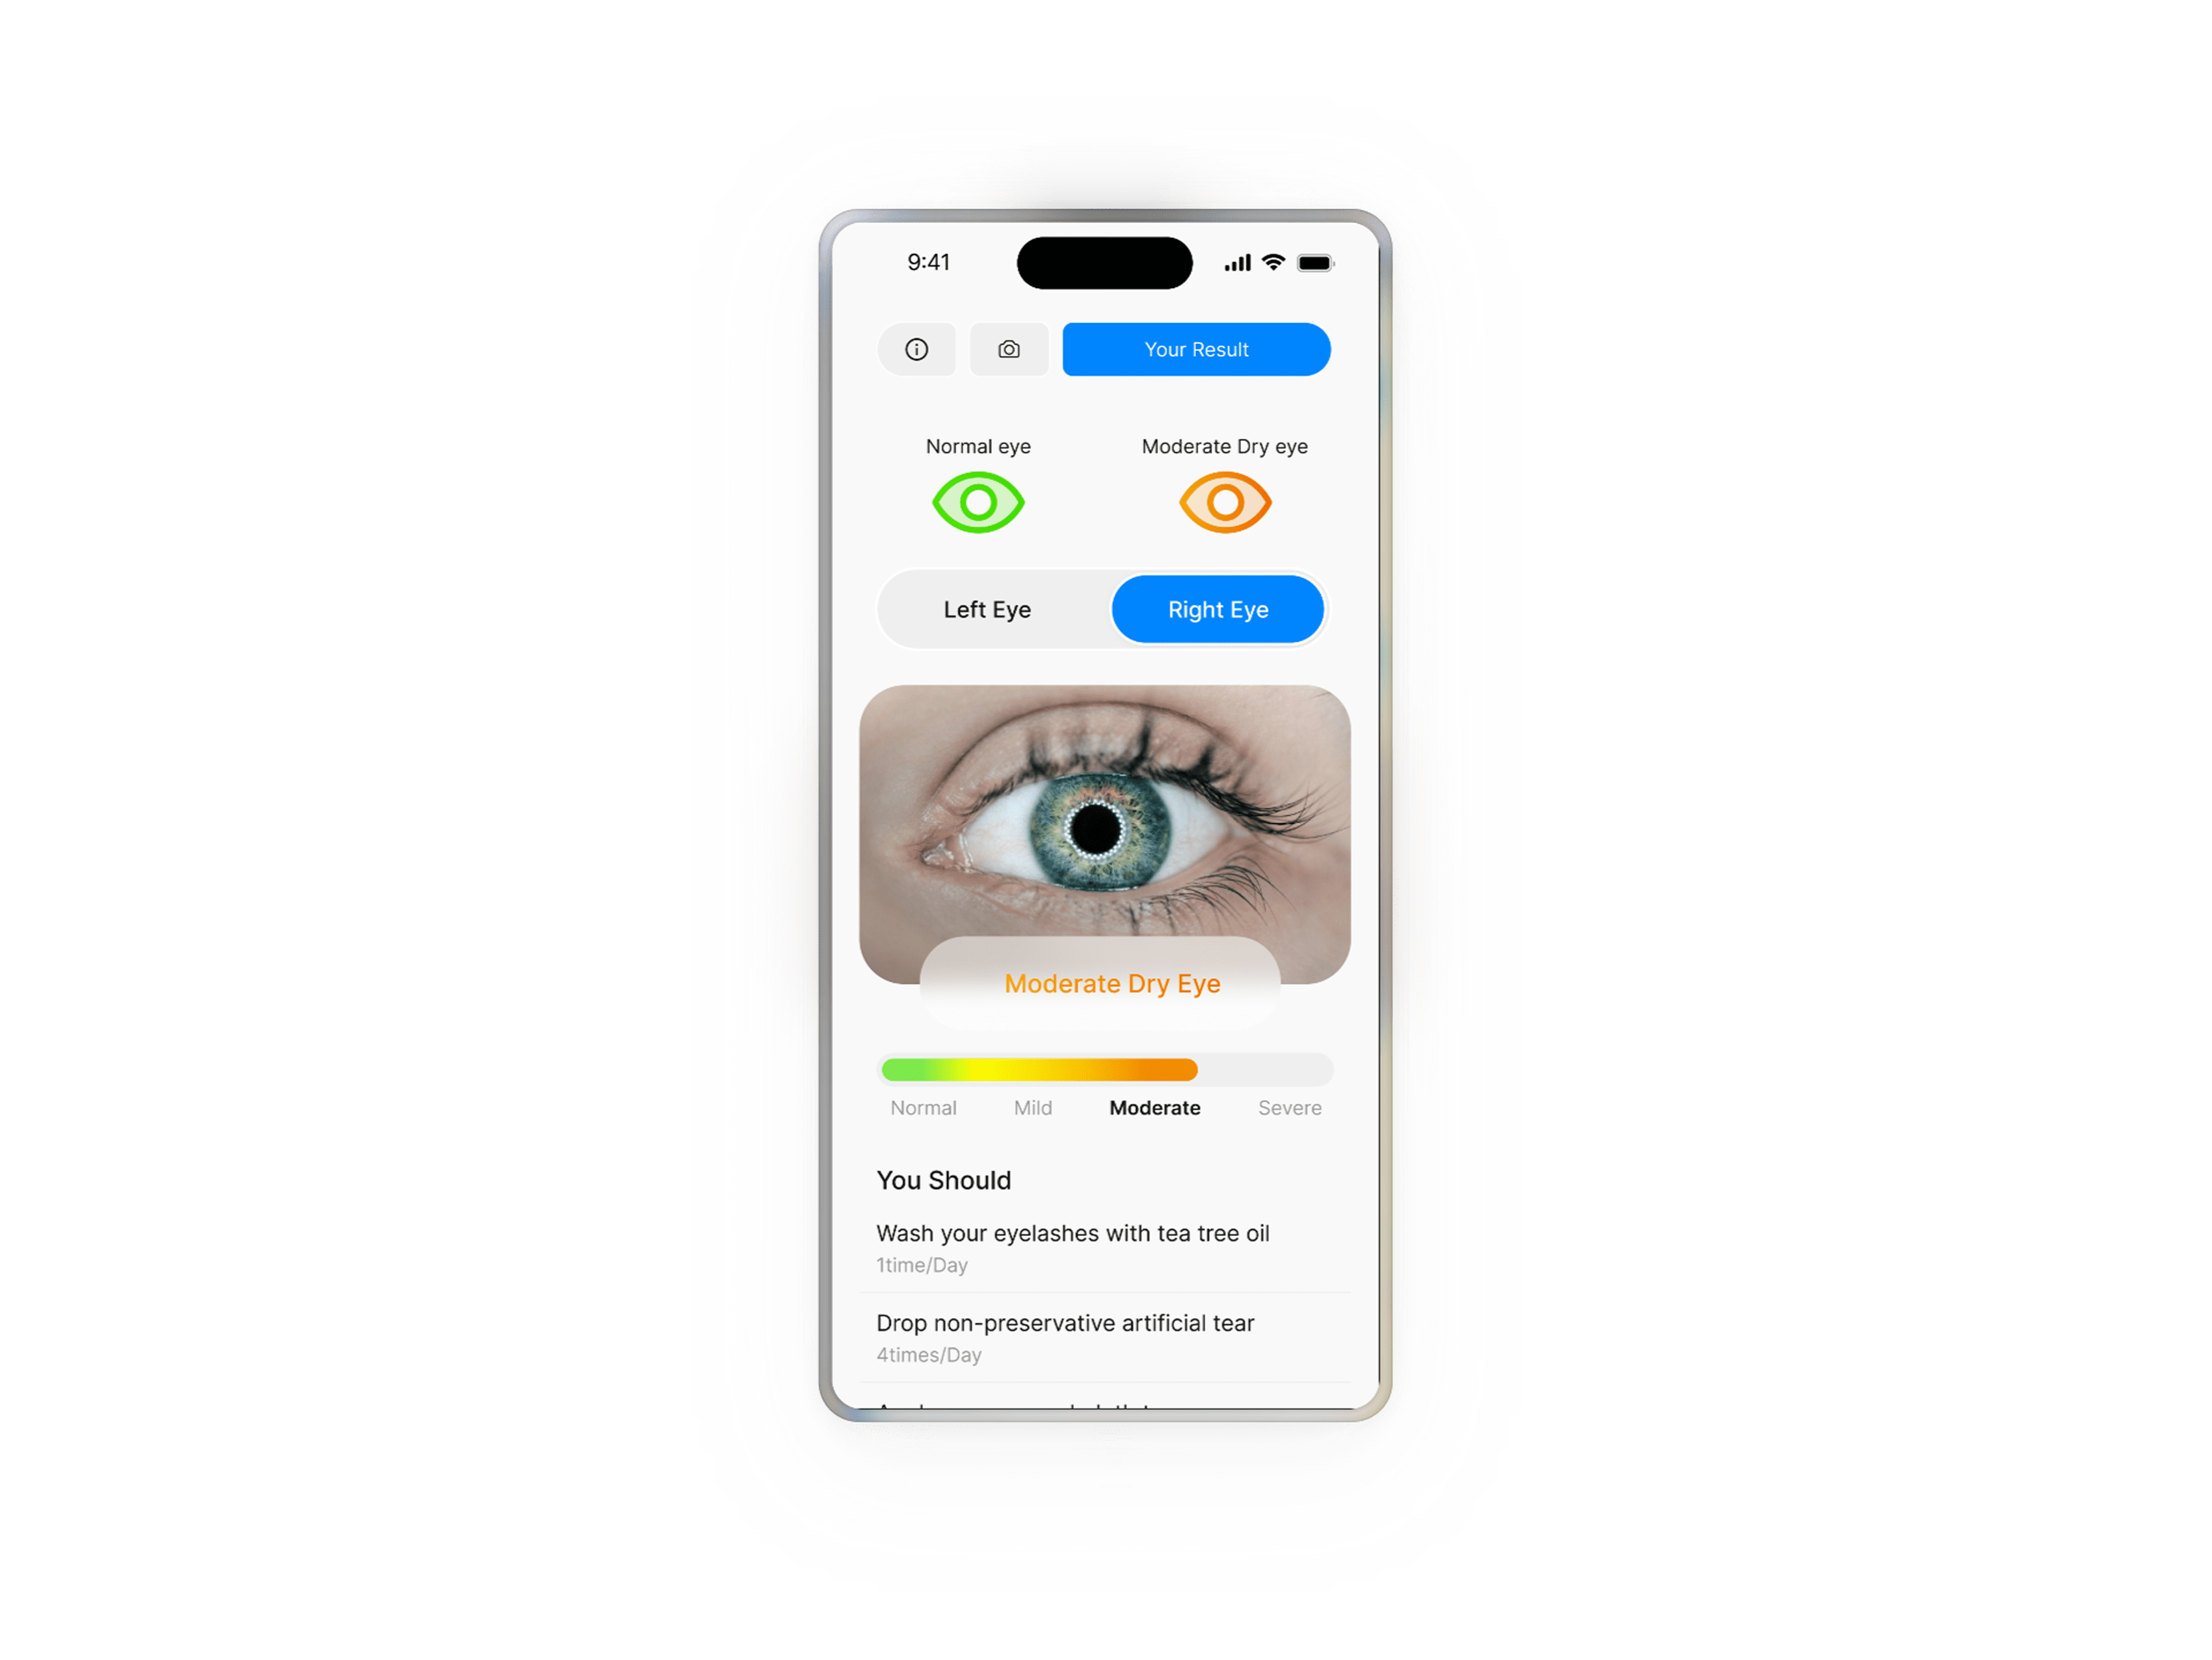 9:41
Your Result
Normal eye
Moderate Dry eye
Left Eye
Right Eye
Moderate Dry Eye
Normal Mild Moderate Severe
You Should
Wash your eyelashes with tea tree oil
1time/Day
Drop non-preservative artificial tear
4times/Day